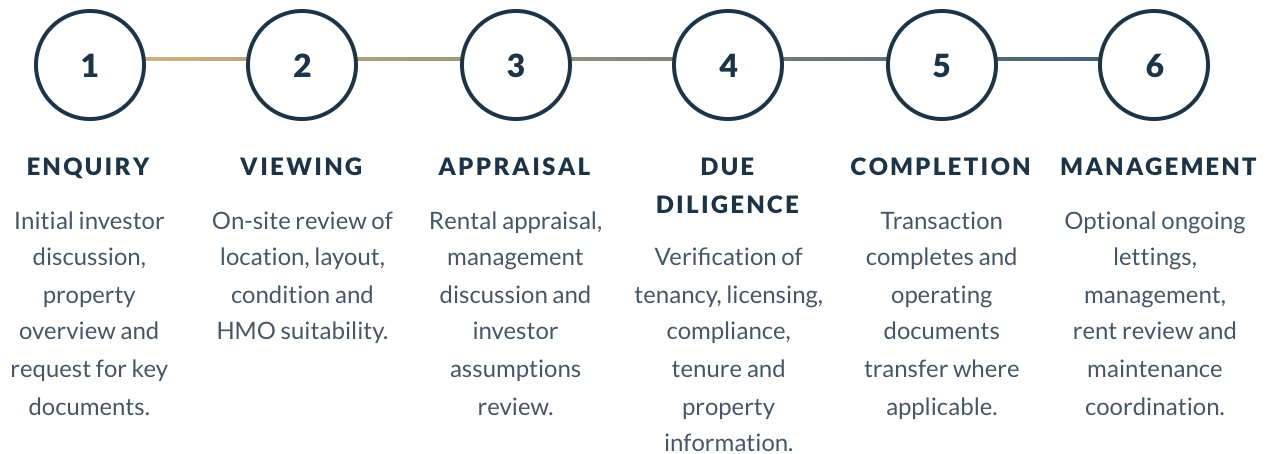 1
2
3
4
5
6
ENQUIRY
Initial investor
discussion,
property
overview and
request for key
documents.
VIEWING
On-site review of
location, layout,
condition and
HMO suitability.
APPRAISAL
Rental appraisal,
management
discussion and
investor
assumptions
review.
DUE
DILIGENCE
Verification of
tenancy, licensing,
compliance,
tenure and
property
information.
COMPLETION
Transaction
completes and
operating
documents
transfer where
applicable.
MANAGEMENT
Optional ongoing
lettings,
management,
rent review and
maintenance
coordination.